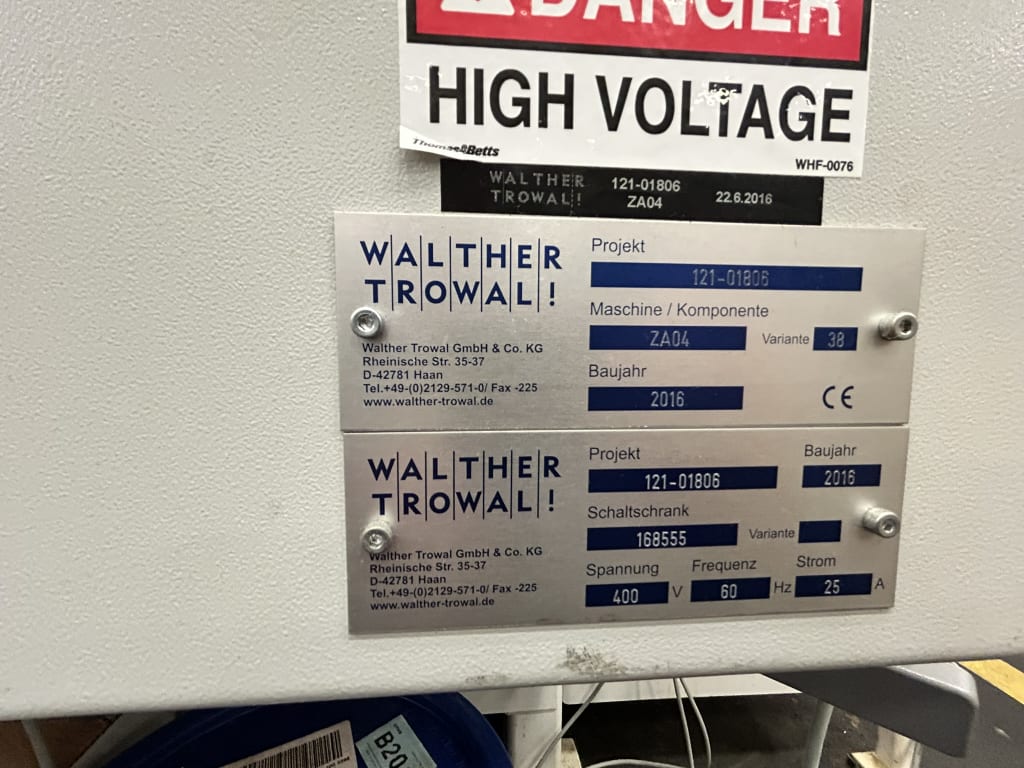 DANGER
HIGH VOLTAGE
Thomas&Betts
WHF-0076
WALTHER
TROWAL!
121-01806
ZA04
22.6.2016
WALTHER
TROWAL!
Walther Trowal GmbH & Co. KG
Rheinische Str. 35-37
D-42781 Haan
Tel.+49-(0)2129-571-0/ Fax -225
www.walther-trowal.de
Projekt
121-01806
Maschine / Komponente
ZA04 Variante 38
Baujahr
2016
CE
WALTHER
TROWAL!
Walther Trowal GmbH & Co. KG
Rheinische Str. 35-37
D-42781 Haan
Tel.+49-(0)2129-571-0/ Fax -225
www.walther-trowal.de
Projekt Baujahr
121-01806 2016
Schaltschrank
168555 Variante
Spannung Frequenz Strom
400 V 60 Hz 25 A
B20